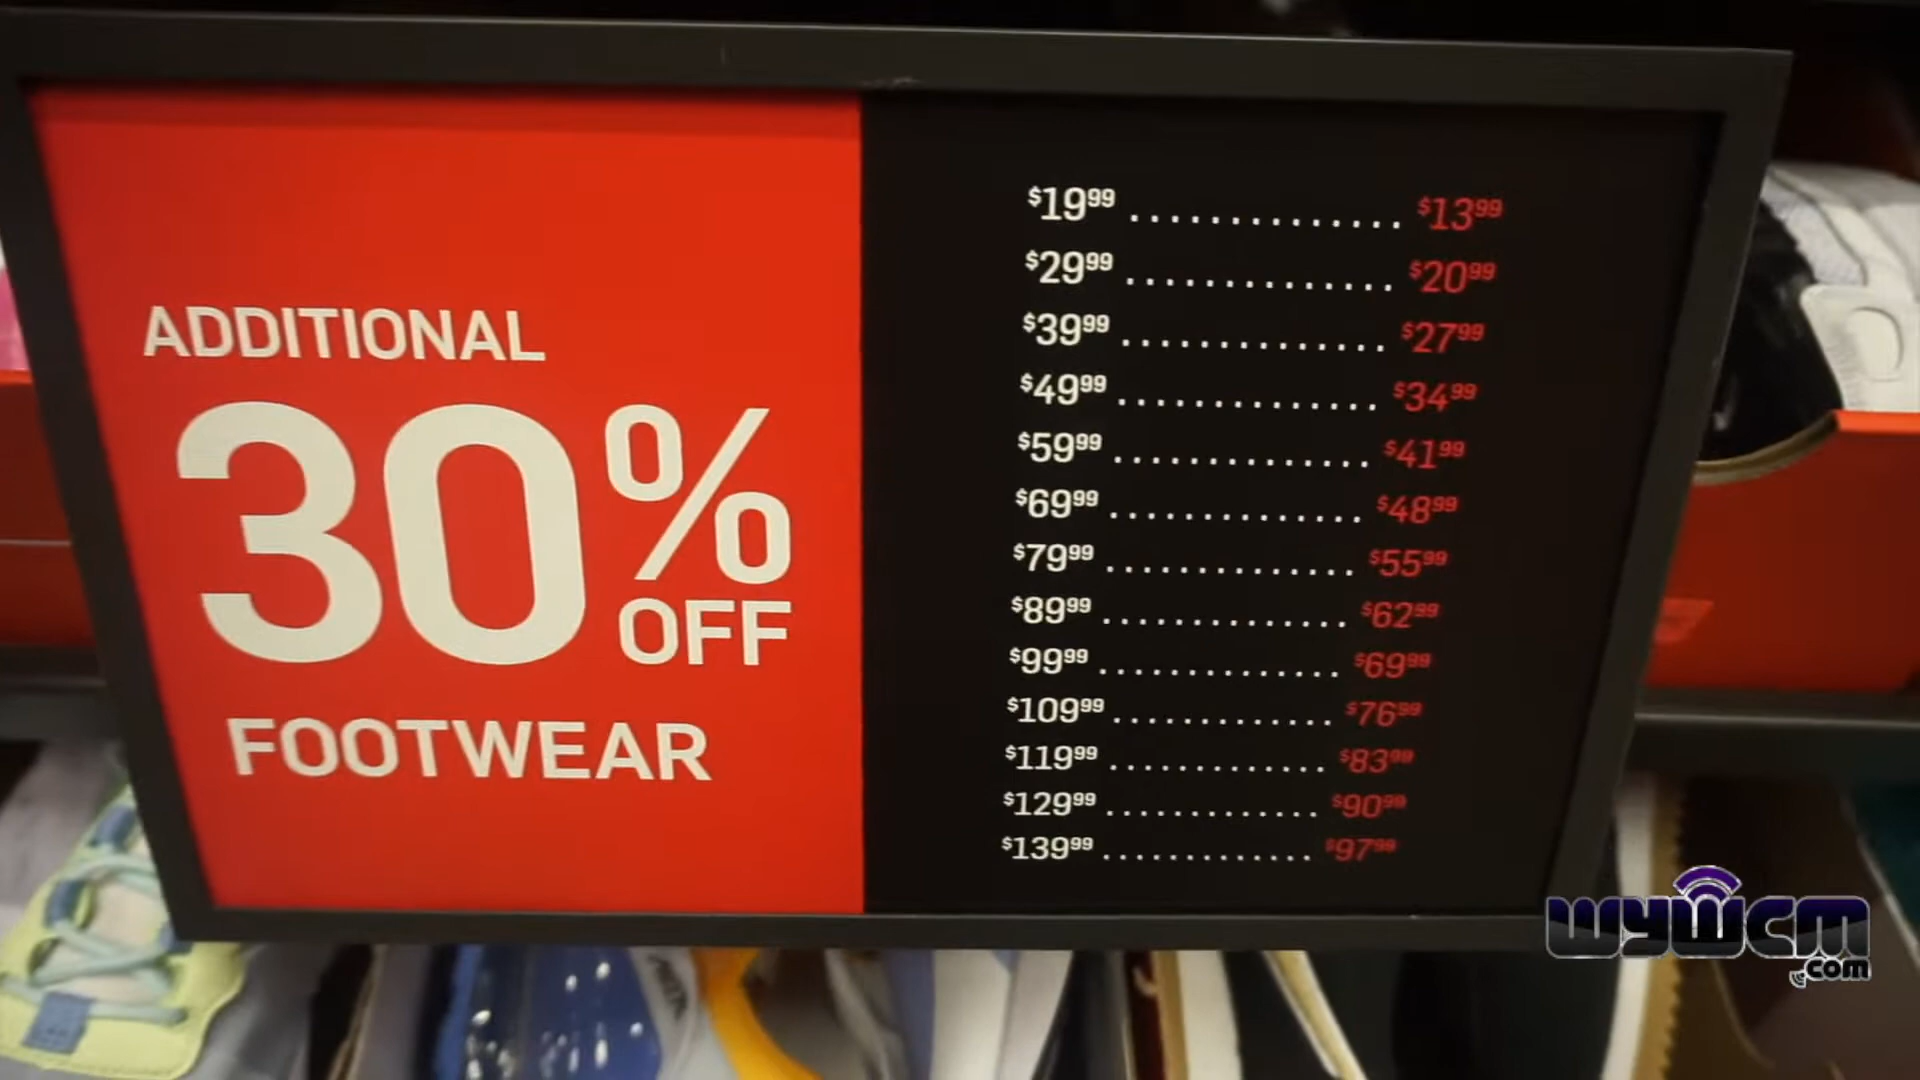 ADDITIONAL
30% OFF
FOOTWEAR
$19.99 .............. $13.99
$29.99 .............. $20.99
$39.99 .............. $27.99
$49.99 .............. $34.99
$59.99 .............. $41.99
$69.99 .............. $48.99
$79.99 .............. $55.99
$89.99 .............. $62.99
$99.99 .............. $69.99
$109.99 ............ $76.99
$119.99 ............ $83.99
$129.99 ............ $90.99
$139.99 ............ $97.99
WYWCM
.com